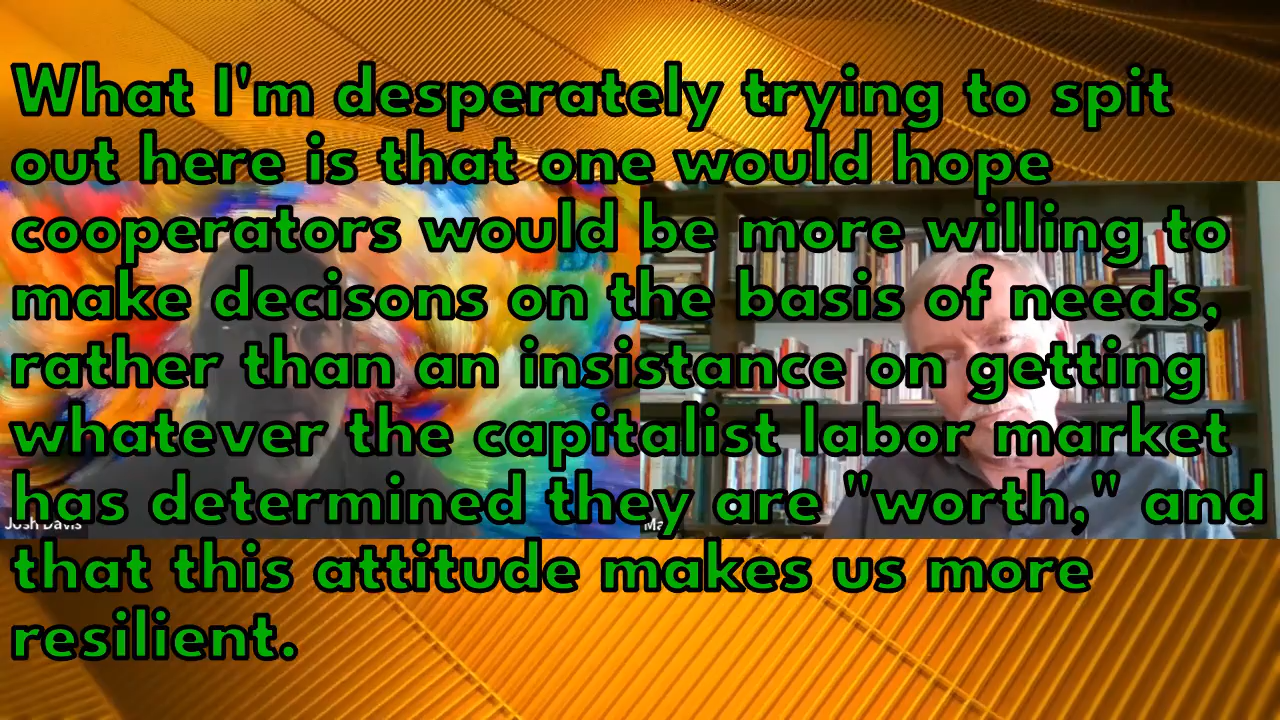 What I'm desperately trying to spit
out here is that one would hope
cooperators would be more willing to
make decisons on the basis of needs,
rather than an insistance on getting
whatever the capitalist labor market
has determined they are "worth," and
Josh Davis
that this attitude makes us more
resilient.